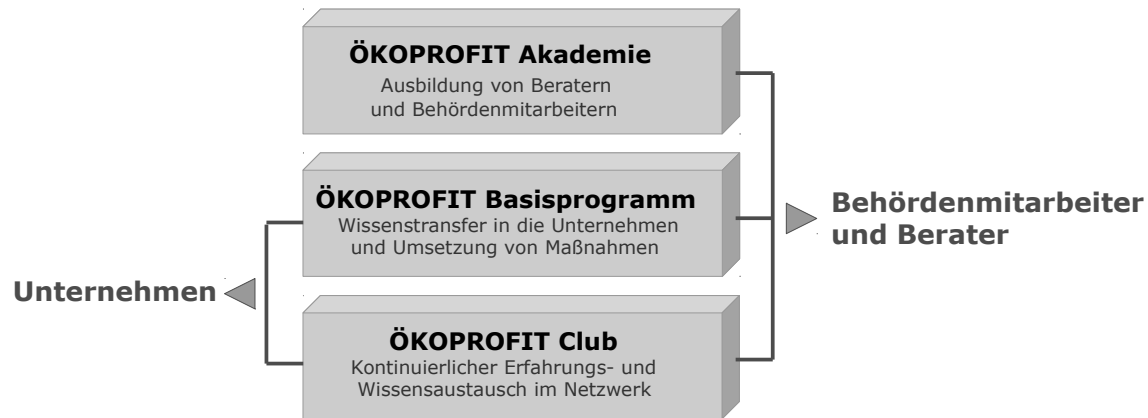 ÖKOPROFIT Akademie
Ausbildung von Beratern
und Behördenmitarbeitern
ÖKOPROFIT Basisprogramm
Wissenstransfer in die Unternehmen
und Umsetzung von Maßnahmen
Behördenmitarbeiter
und Berater
Unternehmen
ÖKOPROFIT Club
Kontinuierlicher Erfahrungs- und
Wissensaustausch im Netzwerk